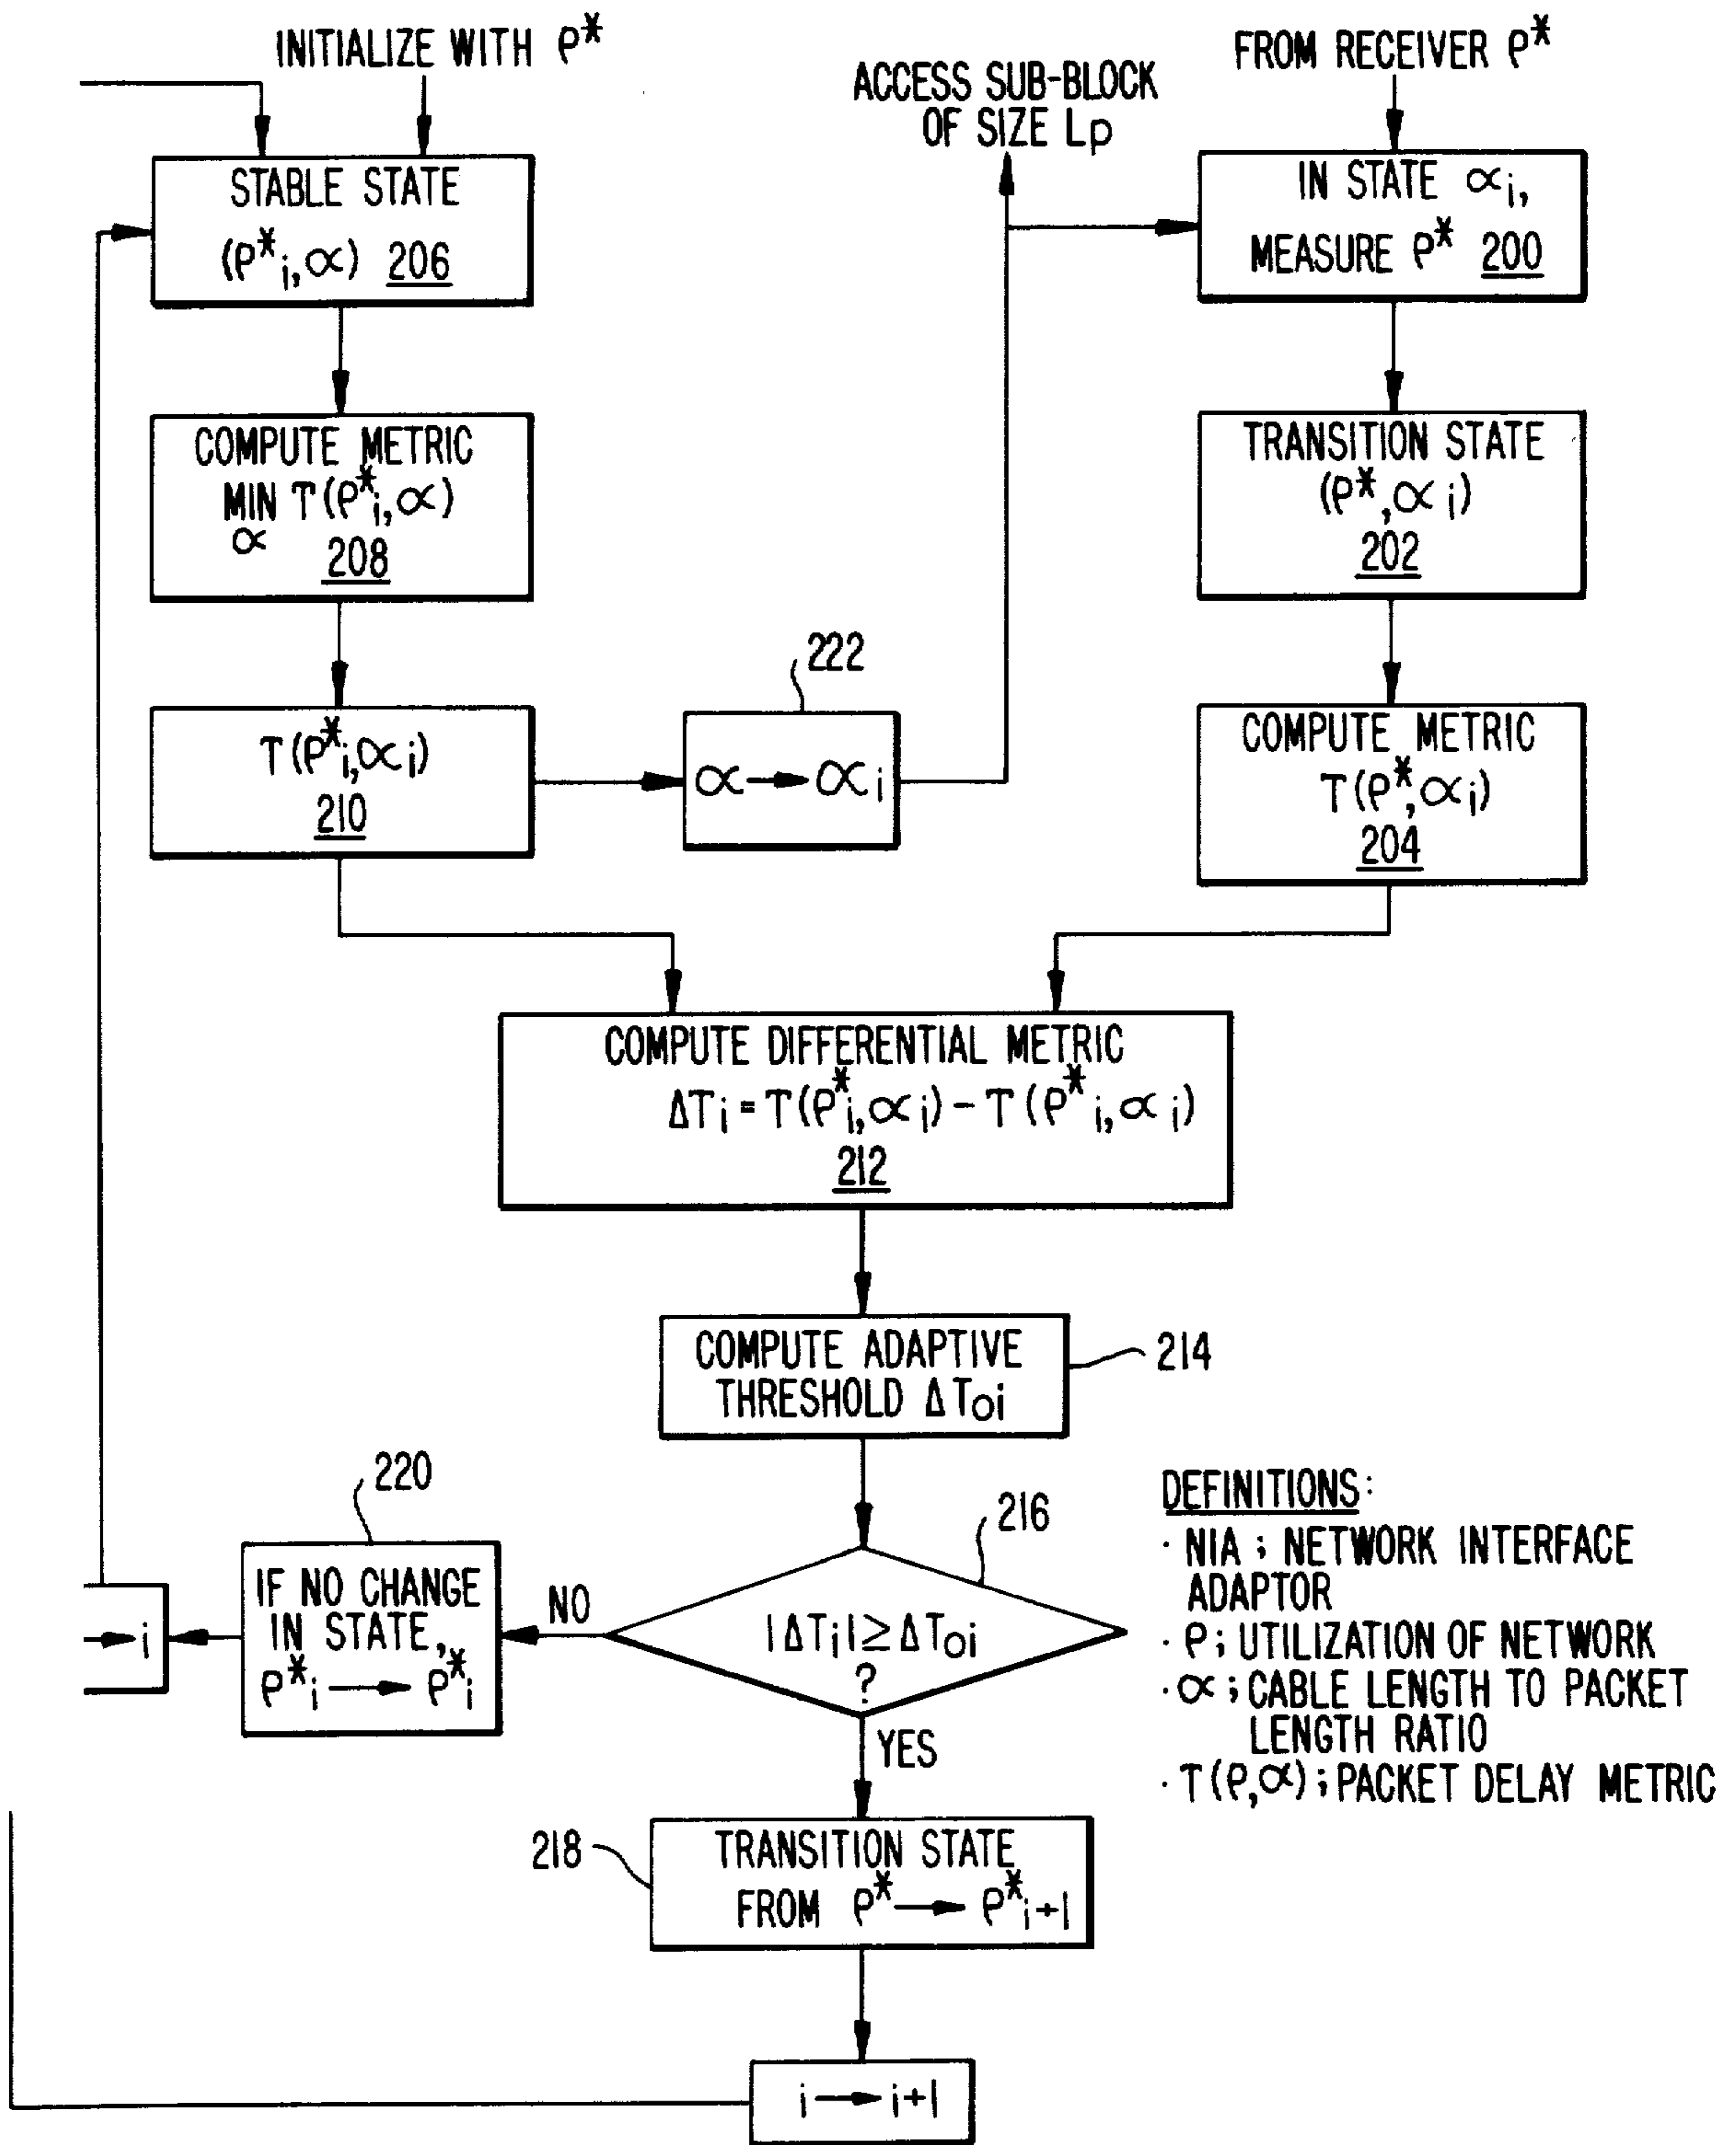 INITIALIZE WITH ρ*
FROM RECEIVER ρ*
ACCESS SUB-BLOCK
OF SIZE Lp
STABLE STATE
(ρ*i,∝) 206
IN STATE ∝i,
MEASURE ρ* 200
COMPUTE METRIC
MIN T(ρ*i,∝)
∝
208
TRANSITION STATE
(ρ*,∝i)
202
T(ρ*i,∝i)
210
222
∝→∝i
COMPUTE METRIC
T(ρ*,∝i)
204
COMPUTE DIFFERENTIAL METRIC
ΔTi=T(ρ*i,∝i)-T(ρ*i,∝i)
212
COMPUTE ADAPTIVE
THRESHOLD ΔToi
214
216
|ΔTi|≥ΔToi
?
NO
YES
220
IF NO CHANGE
IN STATE,
ρ*i→ρ*i
→i
218
TRANSITION STATE
FROM ρ*→ρ*i+1
i→i+1
DEFINITIONS:
· NIA; NETWORK INTERFACE
ADAPTOR
· ρ; UTILIZATION OF NETWORK
· ∝; CABLE LENGTH TO PACKET
LENGTH RATIO
· T(ρ,∝); PACKET DELAY METRIC